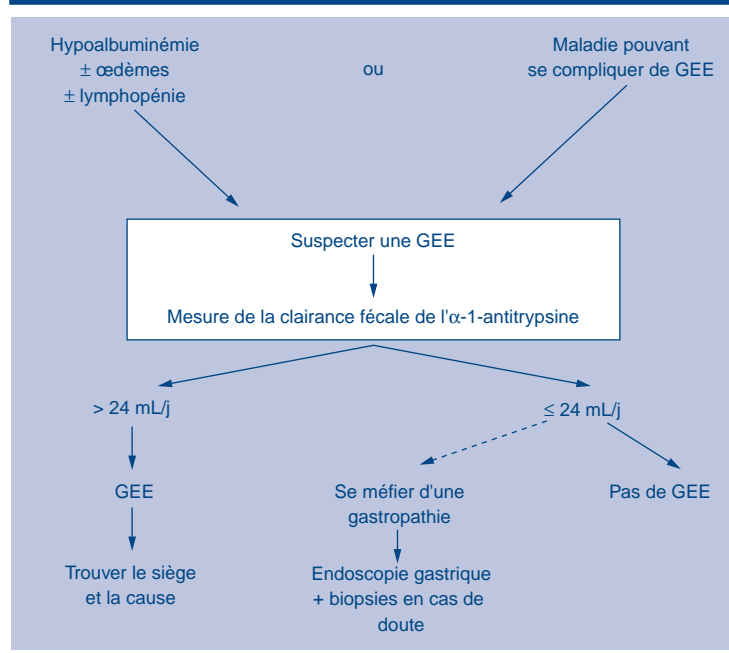 Hypoalbuminémie
± œdèmes
± lymphopénie
ou
Maladie pouvant
se compliquer de GEE
Suspecter une GEE
Mesure de la clairance fécale de l'α-1-antitrypsine
> 24 mL/j
≤ 24 mL/j
GEE
Se méfier d'une
gastropathie
Pas de GEE
Trouver le siège
et la cause
Endoscopie gastrique
+ biopsies en cas de
doute